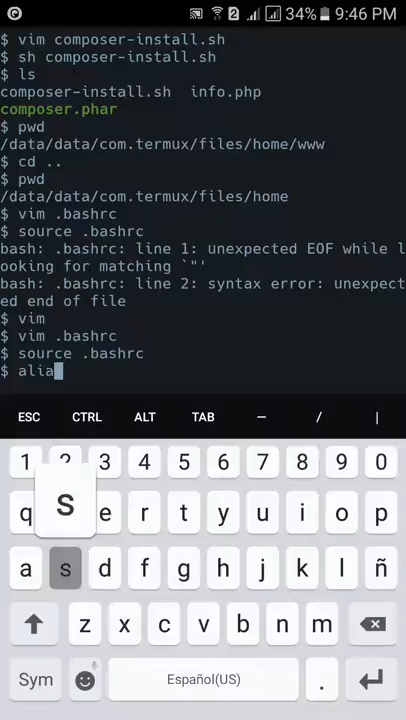 2 34% 9:46 PM
$ vim composer-install.sh
$ sh composer-install.sh
$ ls
composer-install.sh  info.php
composer.phar
$ pwd
/data/data/com.termux/files/home/www
$ cd ..
$ pwd
/data/data/com.termux/files/home
$ vim .bashrc
$ source .bashrc
bash: .bashrc: line 1: unexpected EOF while l
ooking for matching `"'
bash: .bashrc: line 2: syntax error: unexpect
ed end of file
$ vim
$ vim .bashrc
$ source .bashrc
$ alia
ESC CTRL ALT TAB — / |
1 2 3 4 5 6 7 8 9 0
s
q e r t y u i o p
a s d f g h j k l ñ
z x c v b n m
Sym Español(US) .